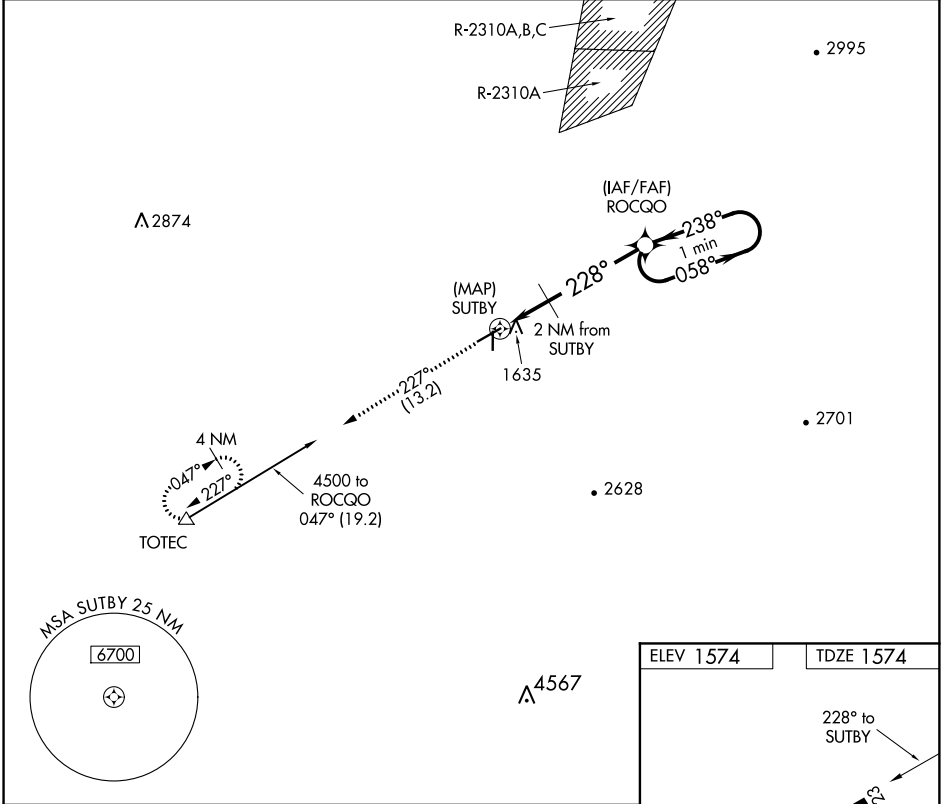 R-2310A,B,C
2995
R-2310A
(IAF/FAF)
ROCQO
2874
238°
1 min
058°
228°
(MAP)
SUTBY
2 NM from
SUTBY
1635
227°
(13.2)
2701
4 NM
047°
227°
4500 to
ROCQO
047° (19.2)
2628
TOTEC
MSA SUTBY 25 NM
6700
4567
ELEV 1574
TDZE 1574
228° to
SUTBY
23